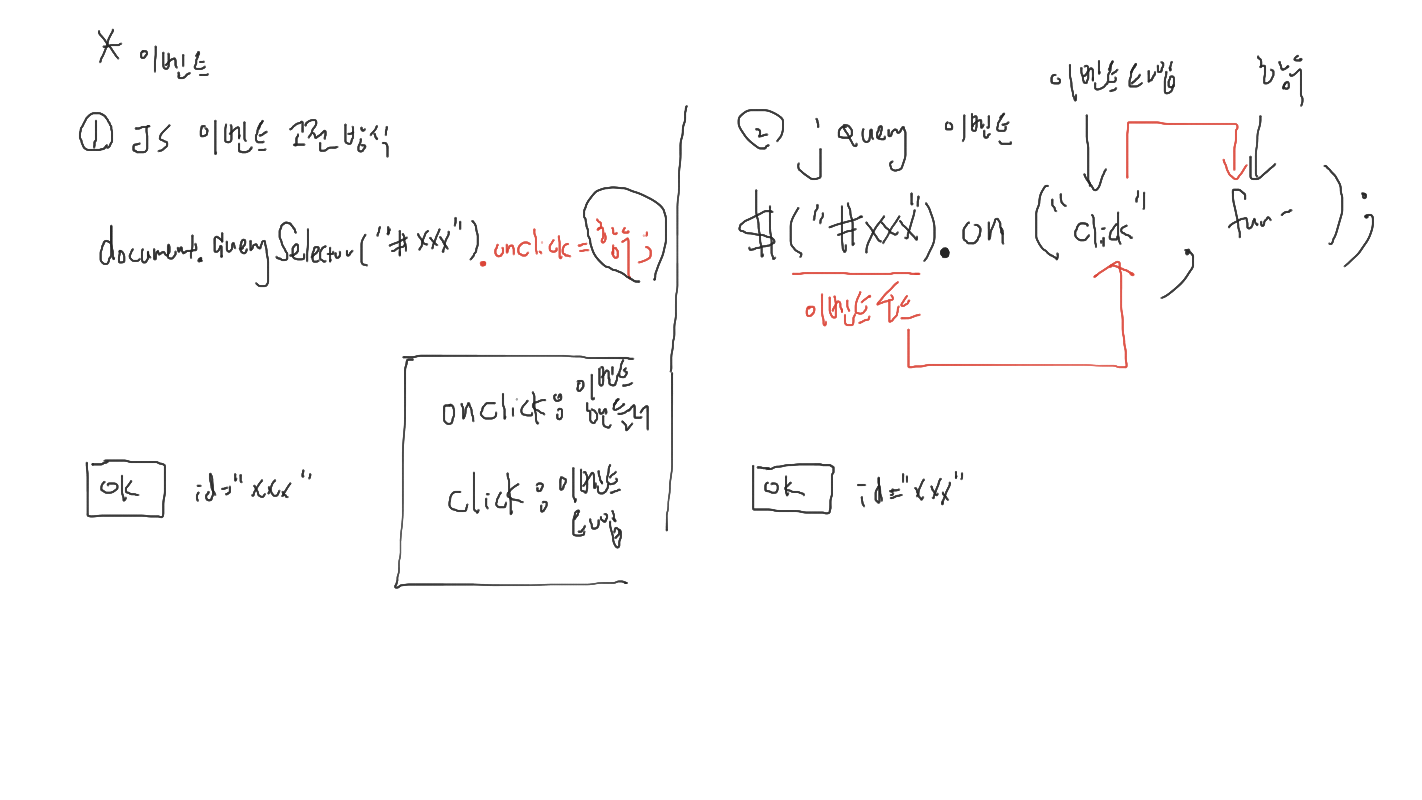 * 이벤트
① JS 이벤트 고전방식
document.querySelector("#xxx").onclick=함수;
onclick: 이벤트
핸들러
click: 이벤트
타입
OK id="xxx"
② jQuery 이벤트
이벤트타입 함수
$("#xxx").on("click", fun~);
이벤트소스
OK id="xxx"